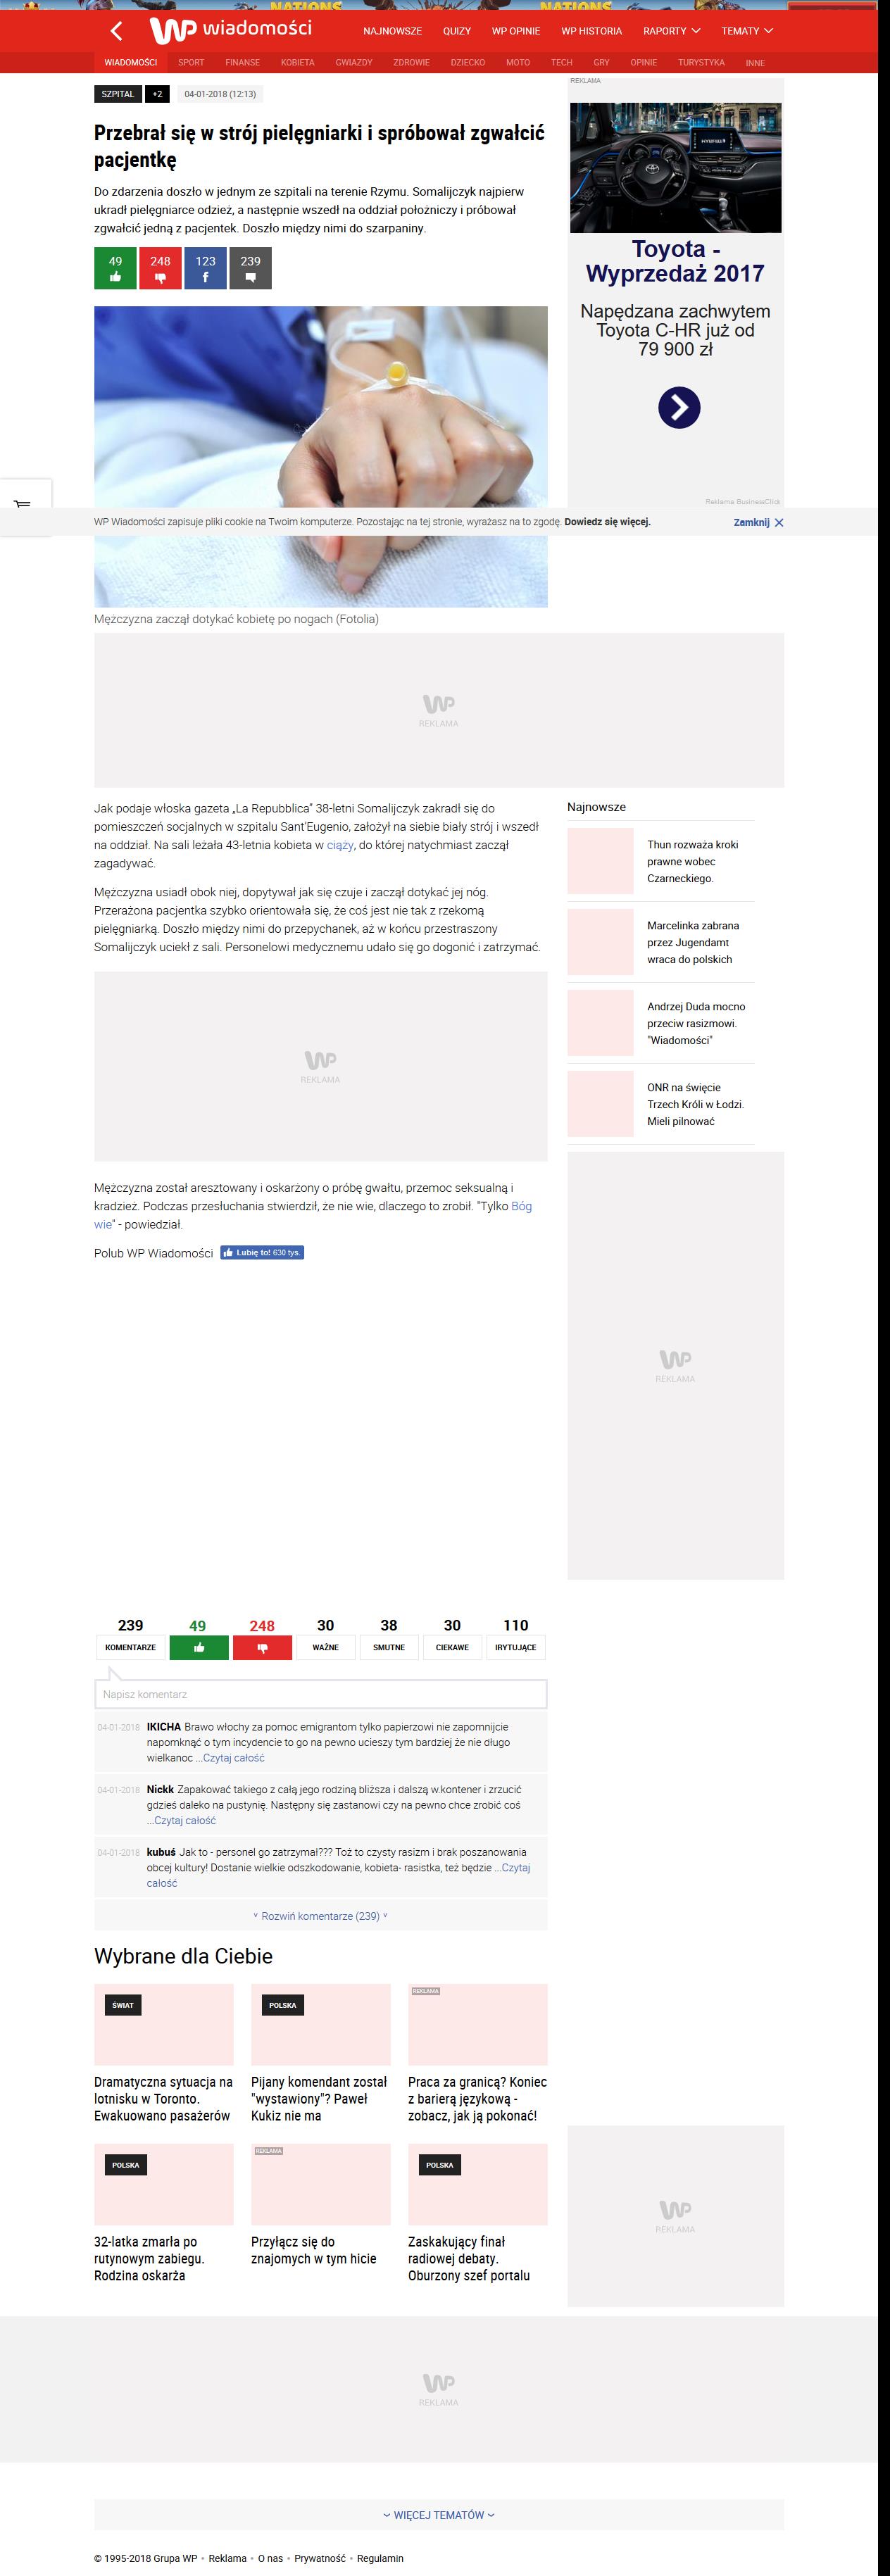 NATIONS NATIONS
WP wiadomości
NAJNOWSZE QUIZY WP OPINIE WP HISTORIA RAPORTY TEMATY
WIADOMOŚCI SPORT FINANSE KOBIETA GWIAZDY ZDROWIE DZIECKO MOTO TECH GRY OPINIE TURYSTYKA INNE
SZPITAL +2 04-01-2018 (12:13)
Przebrał się w strój pielęgniarki i spróbował zgwałcić
pacjentkę
Do zdarzenia doszło w jednym ze szpitali na terenie Rzymu. Somalijczyk najpierw
ukradł pielęgniarce odzież, a następnie wszedł na oddział położniczy i próbował
zgwałcić jedną z pacjentek. Doszło między nimi do szarpaniny.
49 248 123 239
REKLAMA
Toyota -
Wyprzedaż 2017
Napędzana zachwytem
Toyota C-HR już od
79 900 zł
Reklama BusinessClick
WP Wiadomości zapisuje pliki cookie na Twoim komputerze. Pozostając na tej stronie, wyrażasz na to zgodę. Dowiedz się więcej.
Zamknij
Mężczyzna zaczął dotykać kobietę po nogach (Fotolia)
WP
REKLAMA
Jak podaje włoska gazeta „La Repubblica” 38-letni Somalijczyk zakradł się do
pomieszczeń socjalnych w szpitalu Sant’Eugenio, założył na siebie biały strój i wszedł
na oddział. Na sali leżała 43-letnia kobieta w ciąży, do której natychmiast zaczął
zagadywać.
Mężczyzna usiadł obok niej, dopytywał jak się czuje i zaczął dotykać jej nóg.
Przerażona pacjentka szybko orientowała się, że coś jest nie tak z rzekomą
pielęgniarką. Doszło między nimi do przepychanek, aż w końcu przestraszony
Somalijczyk uciekł z sali. Personelowi medycznemu udało się go dogonić i zatrzymać.
WP
REKLAMA
Mężczyzna został aresztowany i oskarżony o próbę gwałtu, przemoc seksualną i
kradzież. Podczas przesłuchania stwierdził, że nie wie, dlaczego to zrobił. "Tylko Bóg
wie" - powiedział.
Polub WP Wiadomości Lubię to! 630 tys.
Najnowsze
Thun rozważa kroki
prawne wobec
Czarneckiego.
Marcelinka zabrana
przez Jugendamt
wraca do polskich
Andrzej Duda mocno
przeciw rasizmowi.
"Wiadomości"
ONR na święcie
Trzech Króli w Łodzi.
Mieli pilnować
WP
REKLAMA
239 49 248 30 38 30 110
KOMENTARZE WAŻNE SMUTNE CIEKAWE IRYTUJĄCE
Napisz komentarz
04-01-2018 IKICHA Brawo włochy za pomoc emigrantom tylko papierzowi nie zapomnijcie
napomknąć o tym incydencie to go na pewno ucieszy tym bardziej że nie długo
wielkanoc ...Czytaj całość
04-01-2018 Nickk Zapakować takiego z całą jego rodziną bliższa i dalszą w.kontener i zrzucić
gdzieś daleko na pustynię. Następny się zastanowi czy na pewno chce zrobić coś
...Czytaj całość
04-01-2018 kubuś Jak to - personel go zatrzymał??? Toż to czysty rasizm i brak poszanowania
obcej kultury! Dostanie wielkie odszkodowanie, kobieta- rasistka, też będzie ...Czytaj
całość
Rozwiń komentarze (239)
Wybrane dla Ciebie
ŚWIAT POLSKA REKLAMA
Dramatyczna sytuacja na
lotnisku w Toronto.
Ewakuowano pasażerów
Pijany komendant został
"wystawiony"? Paweł
Kukiz nie ma
Praca za granicą? Koniec
z barierą językową -
zobacz, jak ją pokonać!
POLSKA REKLAMA POLSKA
32-latka zmarła po
rutynowym zabiegu.
Rodzina oskarża
Przyłącz się do
znajomych w tym hicie
Zaskakujący finał
radiowej debaty.
Oburzony szef portalu
WP
REKLAMA
WP
REKLAMA
WIĘCEJ TEMATÓW
© 1995-2018 Grupa WP • Reklama • O nas • Prywatność • Regulamin